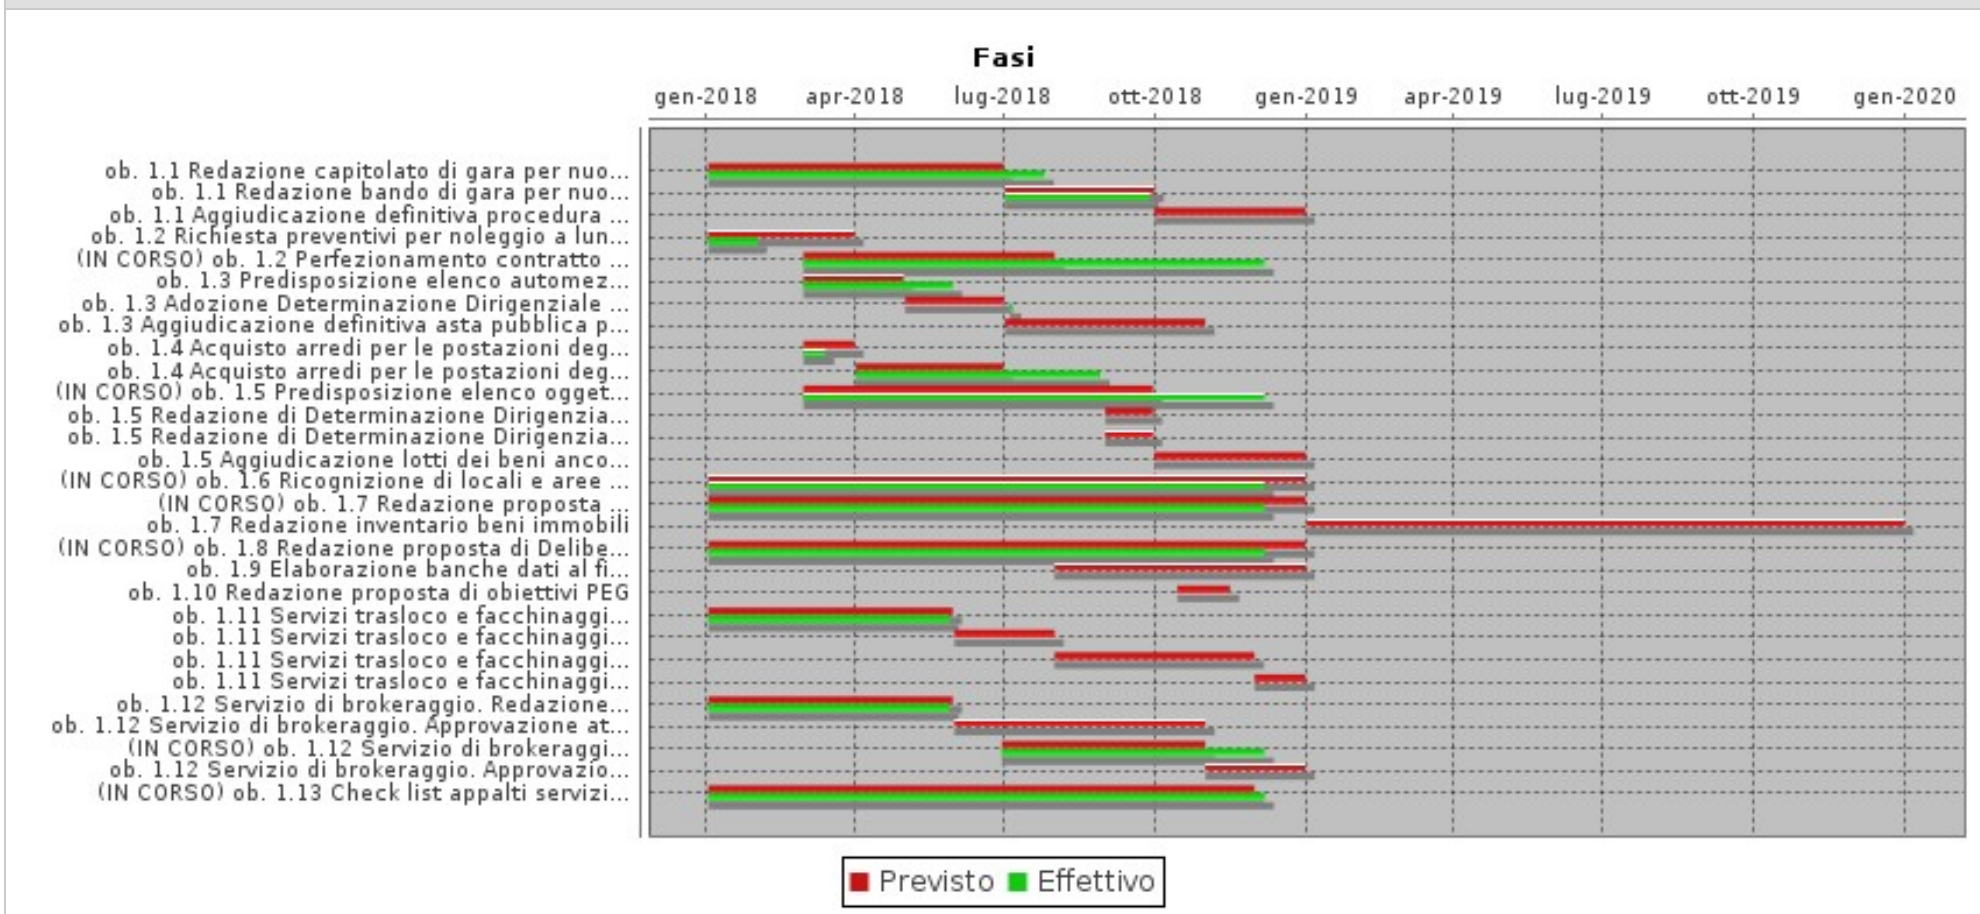 Fasi
gen-2018 apr-2018 lug-2018 ott-2018 gen-2019 apr-2019 lug-2019 ott-2019 gen-2020
ob. 1.1 Redazione capitolato di gara per nuo...
ob. 1.1 Redazione bando di gara per nuo...
ob. 1.1 Aggiudicazione definitiva procedura ...
ob. 1.2 Richiesta preventivi per noleggio a lun...
(IN CORSO) ob. 1.2 Perfezionamento contratto ...
ob. 1.3 Predisposizione elenco automez...
ob. 1.3 Adozione Determinazione Dirigenziale ...
ob. 1.3 Aggiudicazione definitiva asta pubblica p...
ob. 1.4 Acquisto arredi per le postazioni deg...
ob. 1.4 Acquisto arredi per le postazioni deg...
(IN CORSO) ob. 1.5 Predisposizione elenco ogget...
ob. 1.5 Redazione di Determinazione Dirigenzia...
ob. 1.5 Redazione di Determinazione Dirigenzia...
ob. 1.5 Aggiudicazione lotti dei beni anco...
(IN CORSO) ob. 1.6 Ricognizione di locali e aree ...
(IN CORSO) ob. 1.7 Redazione proposta ...
ob. 1.7 Redazione inventario beni immobili
(IN CORSO) ob. 1.8 Redazione proposta di Delibe...
ob. 1.9 Elaborazione banche dati al fi...
ob. 1.10 Redazione proposta di obiettivi PEG
ob. 1.11 Servizi trasloco e facchinaggi...
ob. 1.11 Servizi trasloco e facchinaggi...
ob. 1.11 Servizi trasloco e facchinaggi...
ob. 1.11 Servizi trasloco e facchinaggi...
ob. 1.12 Servizio di brokeraggio. Redazione...
ob. 1.12 Servizio di brokeraggio. Approvazione at...
(IN CORSO) ob. 1.12 Servizio di brokeraggi...
ob. 1.12 Servizio di brokeraggio. Approvazio...
(IN CORSO) ob. 1.13 Check list appalti servizi...
Previsto Effettivo